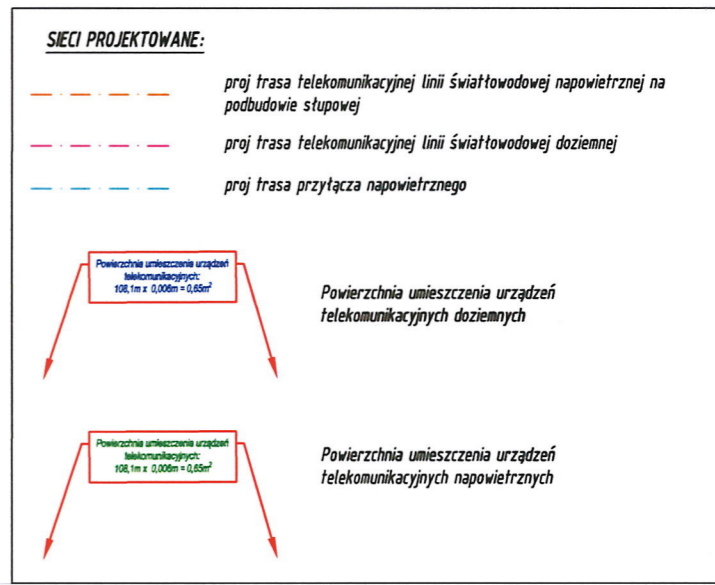 SIECI PROJEKTOWANE:
proj trasa telekomunikacyjnej linii światłowodowej napowietrznej na
podbudowie słupowej
proj trasa telekomunikacyjnej linii światłowodowej doziemnej
proj trasa przyłącza napowietrznego
Powierzchnia umieszczenia urządzeń
telekomunikacyjnych:
108,1m x 0,006m = 0,65m²
Powierzchnia umieszczenia urządzeń
telekomunikacyjnych doziemnych
Powierzchnia umieszczenia urządzeń
telekomunikacyjnych:
108,1m x 0,006m = 0,65m²
Powierzchnia umieszczenia urządzeń
telekomunikacyjnych napowietrznych